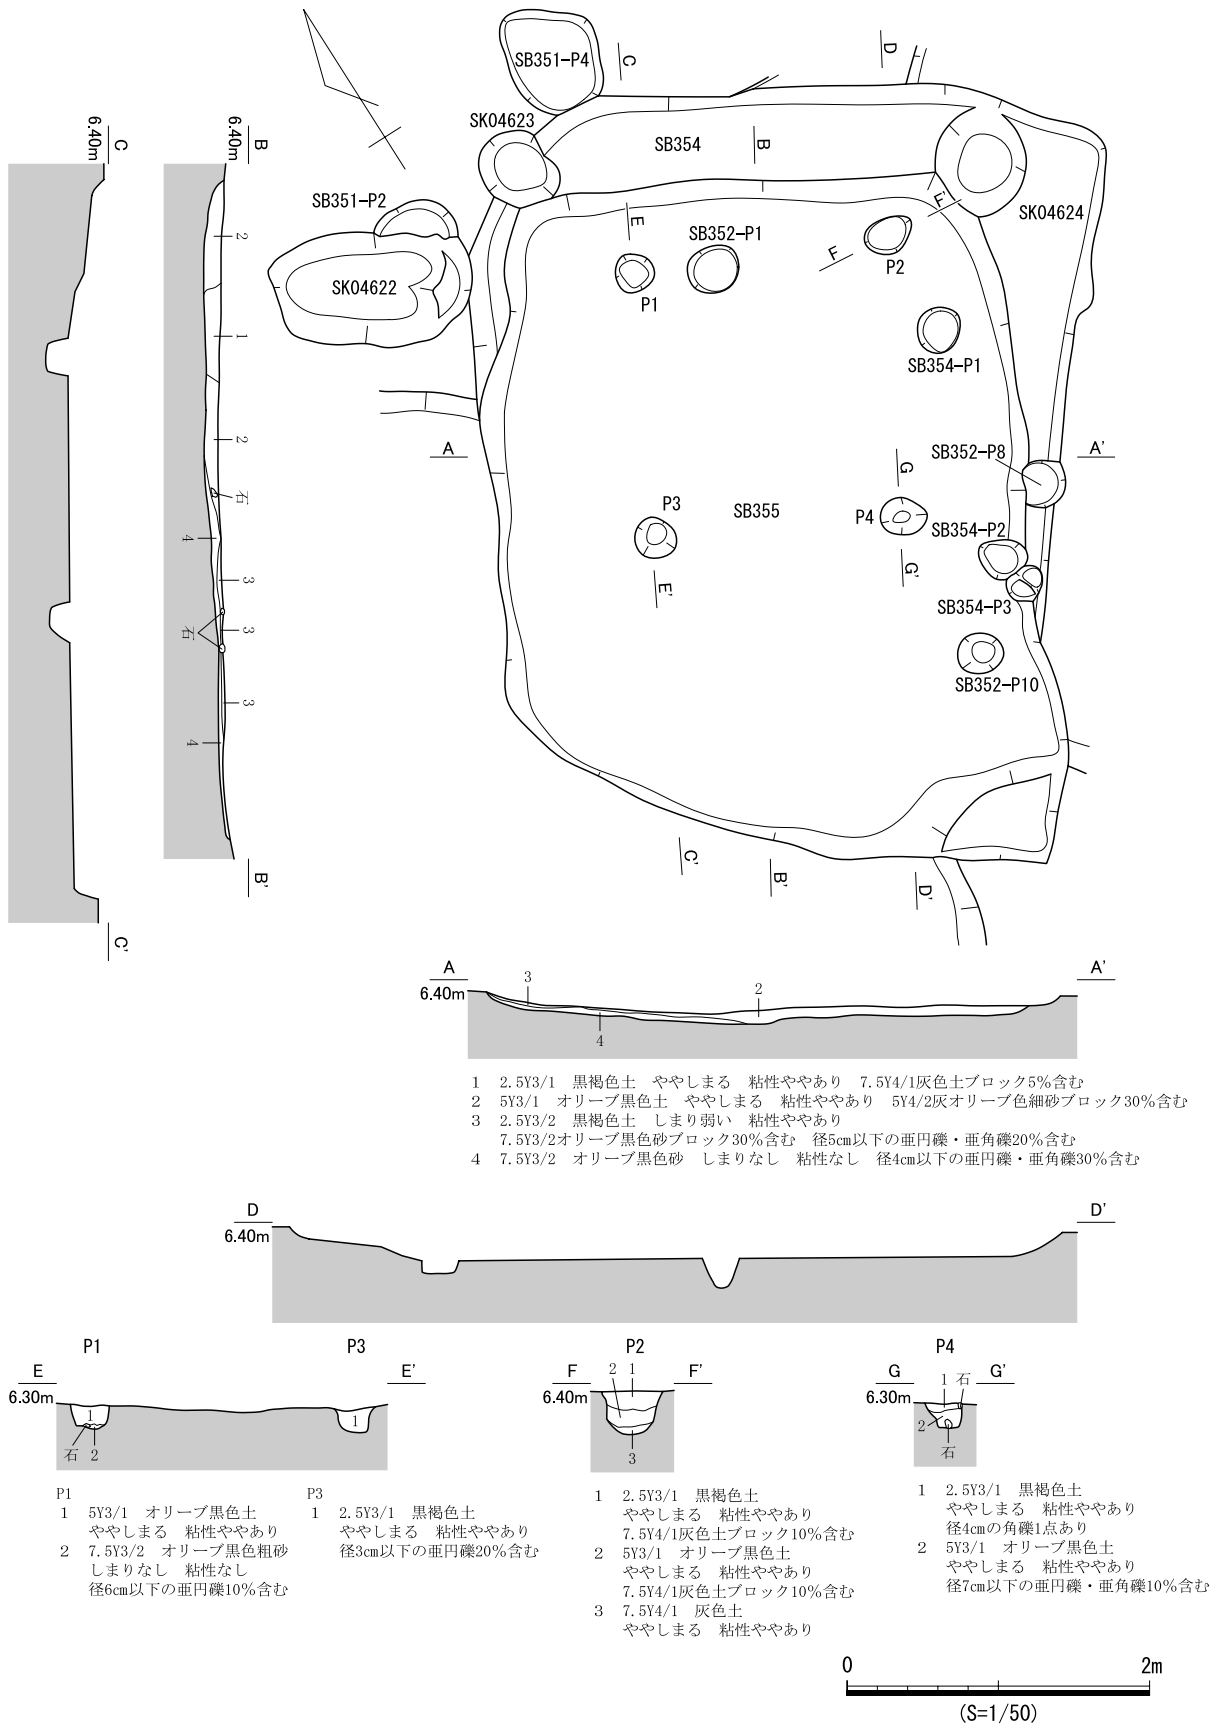 SB351-P4
C
D
SK04623
SB354
B
SK04624
C
6.40m
B
6.40m
SB351-P2
SK04622
E
SB352-P1
P1
F'
F
P2
SB354-P1
2
1
2
石
4
3
3
石
3
4
A
A'
SB352-P8
G
P3
SB355
P4
SB354-P2
E'
G'
SB354-P3
SB352-P10
C'
B'
D'
B'
C'
A
A'
6.40m
3
2
4
1 2.5Y3/1 黒褐色土 ややしまる 粘性ややあり 7.5Y4/1灰色土ブロック5%含む
2 5Y3/1 オリーブ黒色土 ややしまる 粘性ややあり 5Y4/2灰オリーブ色細砂ブロック30%含む
3 2.5Y3/2 黒褐色土 しまり弱い 粘性ややあり
7.5Y3/2オリーブ黒色砂ブロック30%含む 径5cm以下の亜円礫・亜角礫20%含む
4 7.5Y3/2 オリーブ黒色砂 しまりなし 粘性なし 径4cm以下の亜円礫・亜角礫30%含む
D
D'
6.40m
P1
P3
E
E'
6.30m
1
石 2
1
P2
F
F'
6.40m
2 1
3
P4
G
G'
6.30m
1 石
2
石
P1
1 5Y3/1 オリーブ黒色土
ややしまる 粘性ややあり
2 7.5Y3/2 オリーブ黒色粗砂
しまりなし 粘性なし
径6cm以下の亜円礫10%含む
P3
1 2.5Y3/1 黒褐色土
ややしまる 粘性ややあり
径3cm以下の亜円礫20%含む
1 2.5Y3/1 黒褐色土
ややしまる 粘性ややあり
7.5Y4/1灰色土ブロック10%含む
2 5Y3/1 オリーブ黒色土
ややしまる 粘性ややあり
7.5Y4/1灰色土ブロック10%含む
3 7.5Y4/1 灰色土
ややしまる 粘性ややあり
1 2.5Y3/1 黒褐色土
ややしまる 粘性ややあり
径4cmの角礫1点あり
2 5Y3/1 オリーブ黒色土
ややしまる 粘性ややあり
径7cm以下の亜円礫・亜角礫10%含む
0 2m
(S=1/50)